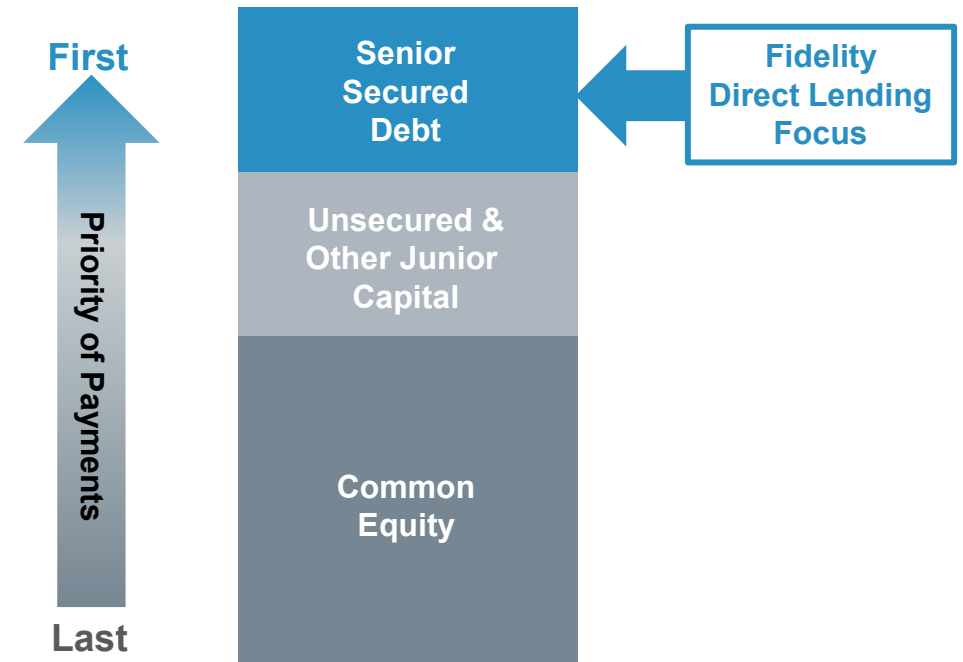 First
Priority of Payments
Last
Senior
Secured
Debt
Unsecured &
Other Junior
Capital
Common
Equity
Fidelity
Direct Lending
Focus